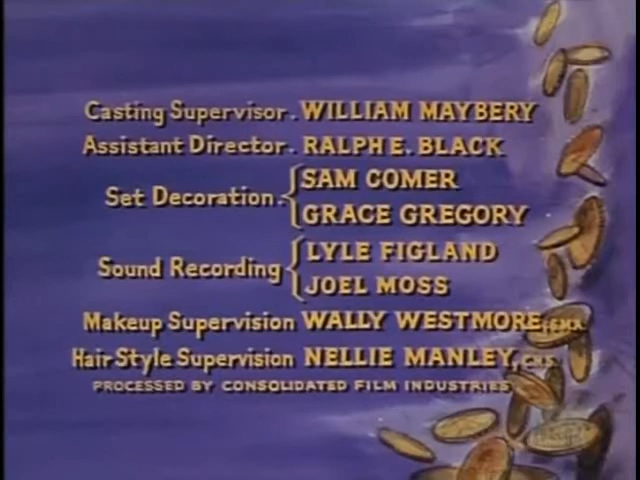 Casting Supervisor. WILLIAM MAYBERY
Assistant Director. RALPH E. BLACK
Set Decoration. SAM COMER
GRACE GREGORY
Sound Recording LYLE FIGLAND
JOEL MOSS
Makeup Supervision WALLY WESTMORE,
Hair Style Supervision NELLIE MANLEY, C.H.S.
PROCESSED BY CONSOLIDATED FILM INDUSTRIES